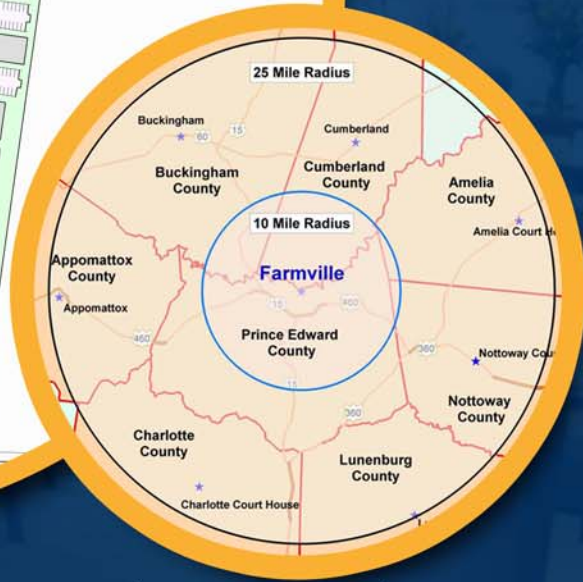 25 Mile Radius
Buckingham
60
15
Cumberland
Buckingham
County
Cumberland
County
Amelia
County
10 Mile Radius
Amelia Court
Appomattox
County
Farmville
Appomattox
15
460
460
Prince Edward
County
360
Nottoway
15
Nottoway
County
360
Charlotte
County
Lunenburg
County
Charlotte Court House